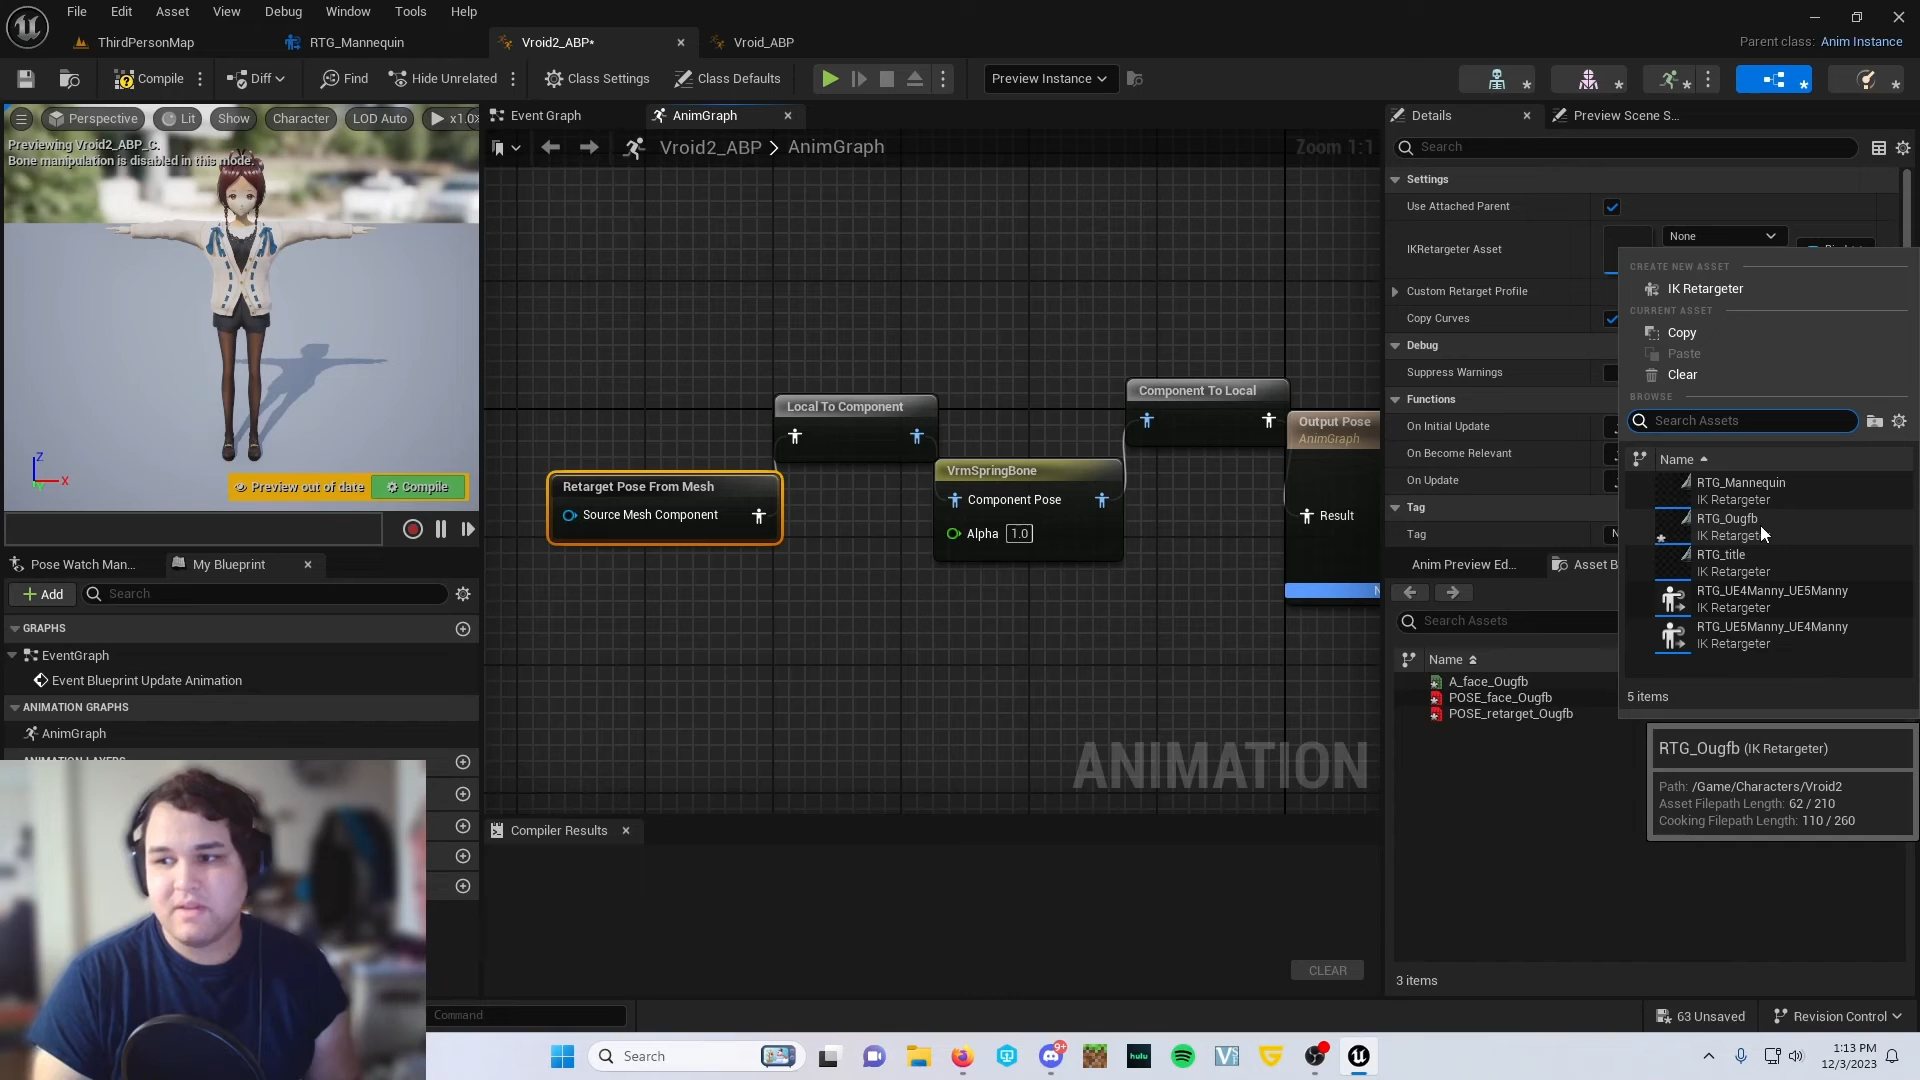 File Edit Asset View Debug Window Tools Help
ThirdPersonMap RTG_Mannequin Vroid2_ABP* Vroid_ABP Parent class: Anim Instance
Compile Diff Find Hide Unrelated Class Settings Class Defaults Preview Instance
Perspective Lit Show Character LOD Auto x1.0
Previewing Vroid2_ABP_C.
Bone manipulation is disabled in this mode.
Z
X
Preview out of date Compile
Pose Watch Man... My Blueprint
Add Search
GRAPHS
EventGraph
Event Blueprint Update Animation
ANIMATION GRAPHS
AnimGraph
ANIMATION LAYERS
Event Graph AnimGraph
Vroid2_ABP > AnimGraph Zoom 1:1
Local To Component
Component To Local
Output Pose
AnimGraph
Result
VrmSpringBone
Component Pose
Alpha 1.0
Retarget Pose From Mesh
Source Mesh Component
ANIMATION
Compiler Results
CLEAR
Command
Details Preview Scene S...
Search
Settings
Use Attached Parent
IKRetargeter Asset None
Custom Retarget Profile
Copy Curves
Debug
Suppress Warnings
Functions
On Initial Update
On Become Relevant
On Update
Tag
Tag N
Anim Preview Ed... Asset B
Search Assets
Name
A_face_Ougfb
POSE_face_Ougfb
POSE_retarget_Ougfb
3 items
CREATE NEW ASSET
IK Retargeter
CURRENT ASSET
Copy
Paste
Clear
BROWSE
Search Assets
Name
RTG_Mannequin
IK Retargeter
RTG_Ougfb
IK Retargeter
RTG_title
IK Retargeter
RTG_UE4Manny_UE5Manny
IK Retargeter
RTG_UE5Manny_UE4Manny
IK Retargeter
5 items
RTG_Ougfb (IK Retargeter)
Path: /Game/Characters/Vroid2
Asset Filepath Length: 62 / 210
Cooking Filepath Length: 110 / 260
63 Unsaved Revision Control
Search 9+ hulu
1:13 PM
12/3/2023